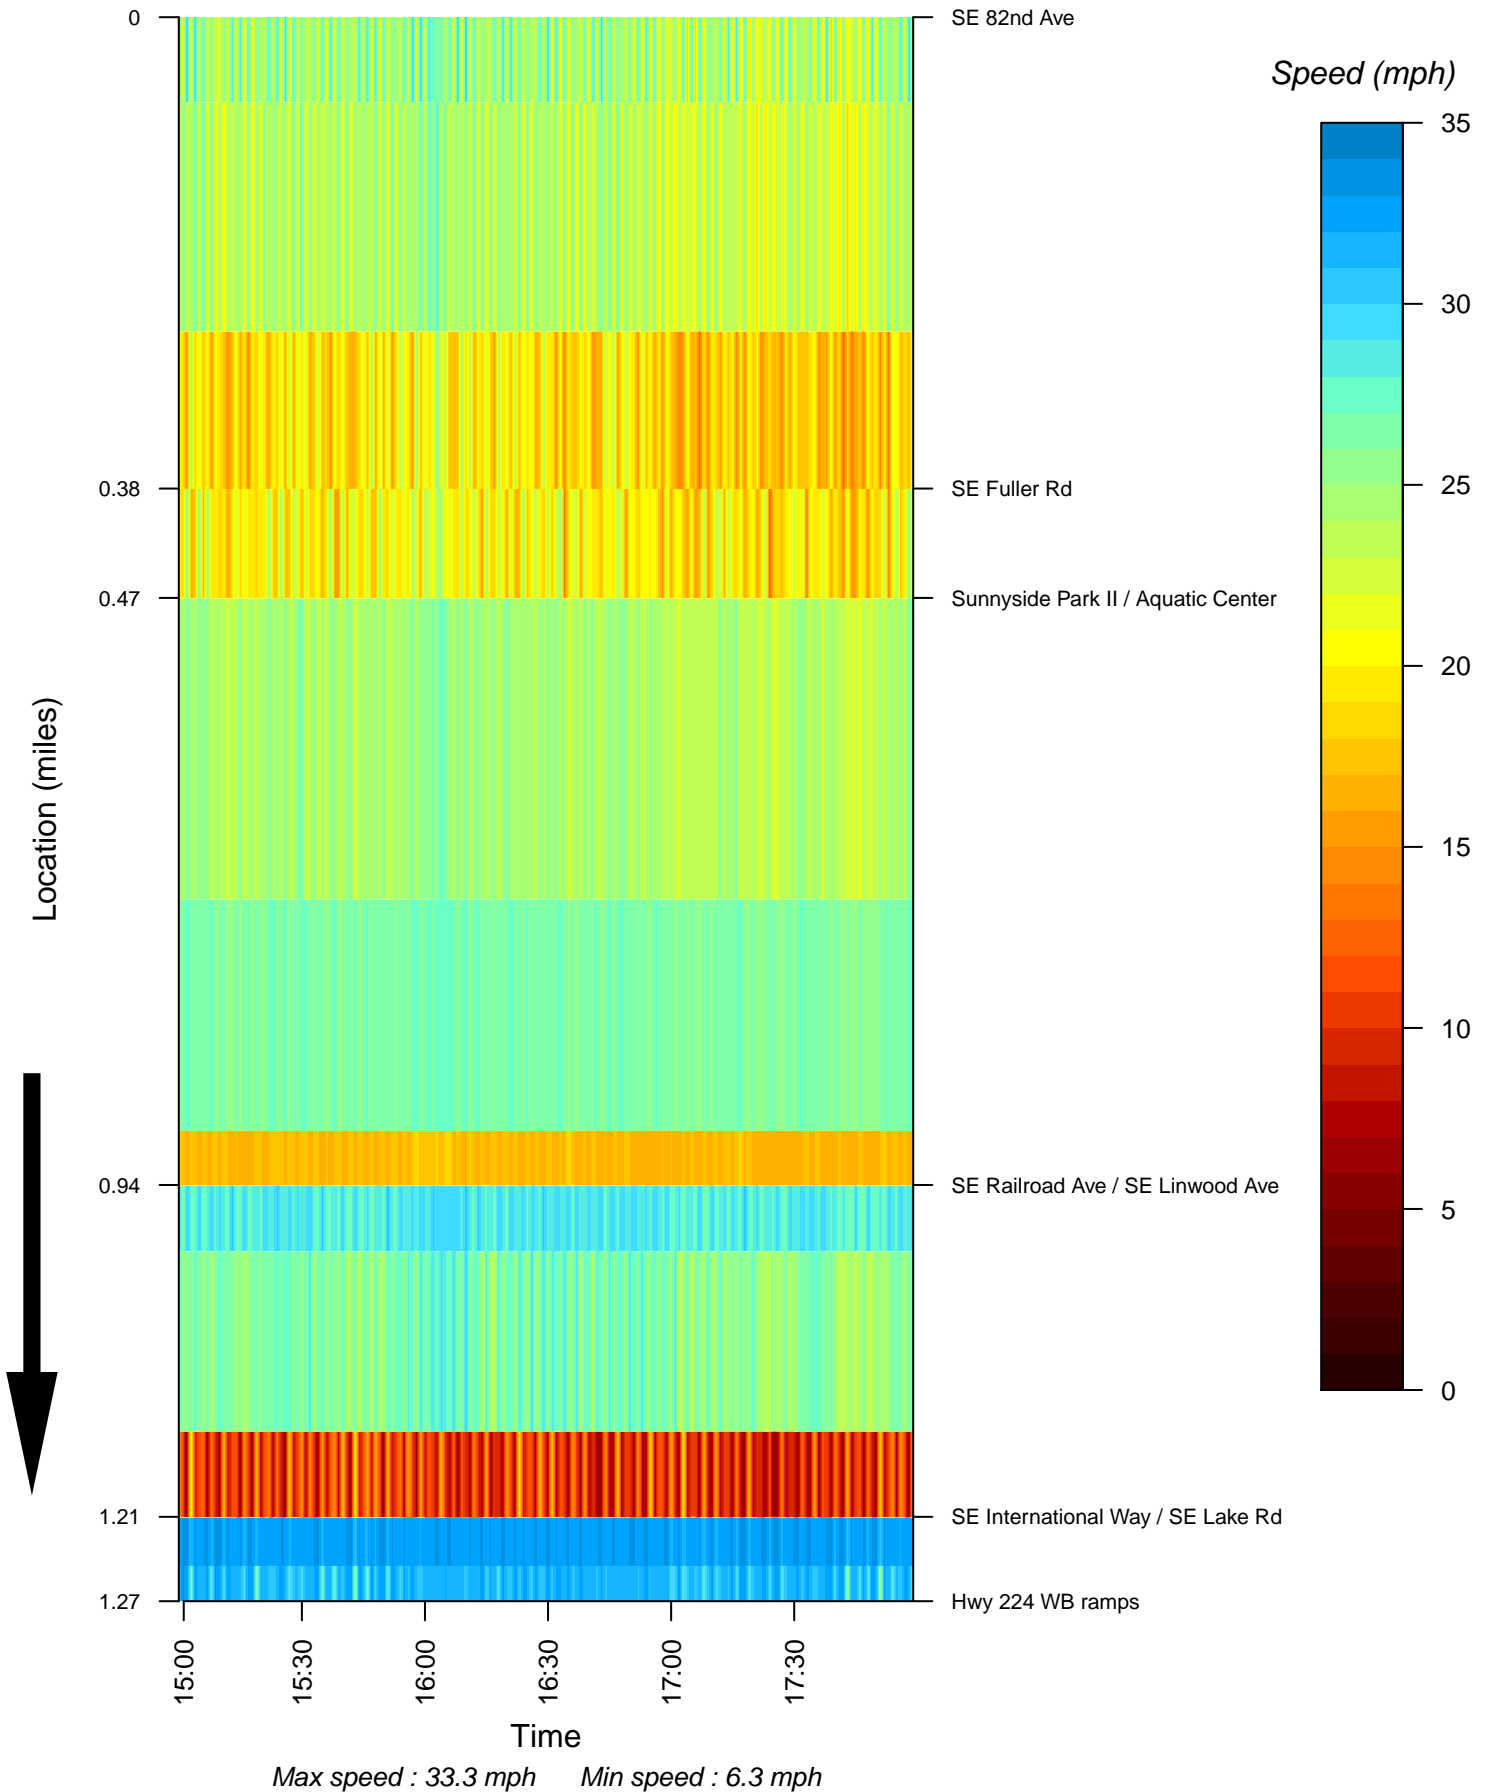 0
SE 82nd Ave
Speed (mph)
35
30
25
20
15
10
5
0
0.38
SE Fuller Rd
0.47
Sunnyside Park II / Aquatic Center
Location (miles)
0.94
SE Railroad Ave / SE Linwood Ave
1.21
SE International Way / SE Lake Rd
1.27
Hwy 224 WB ramps
15:00
15:30
16:00
16:30
17:00
17:30
Time
Max speed : 33.3 mph Min speed : 6.3 mph